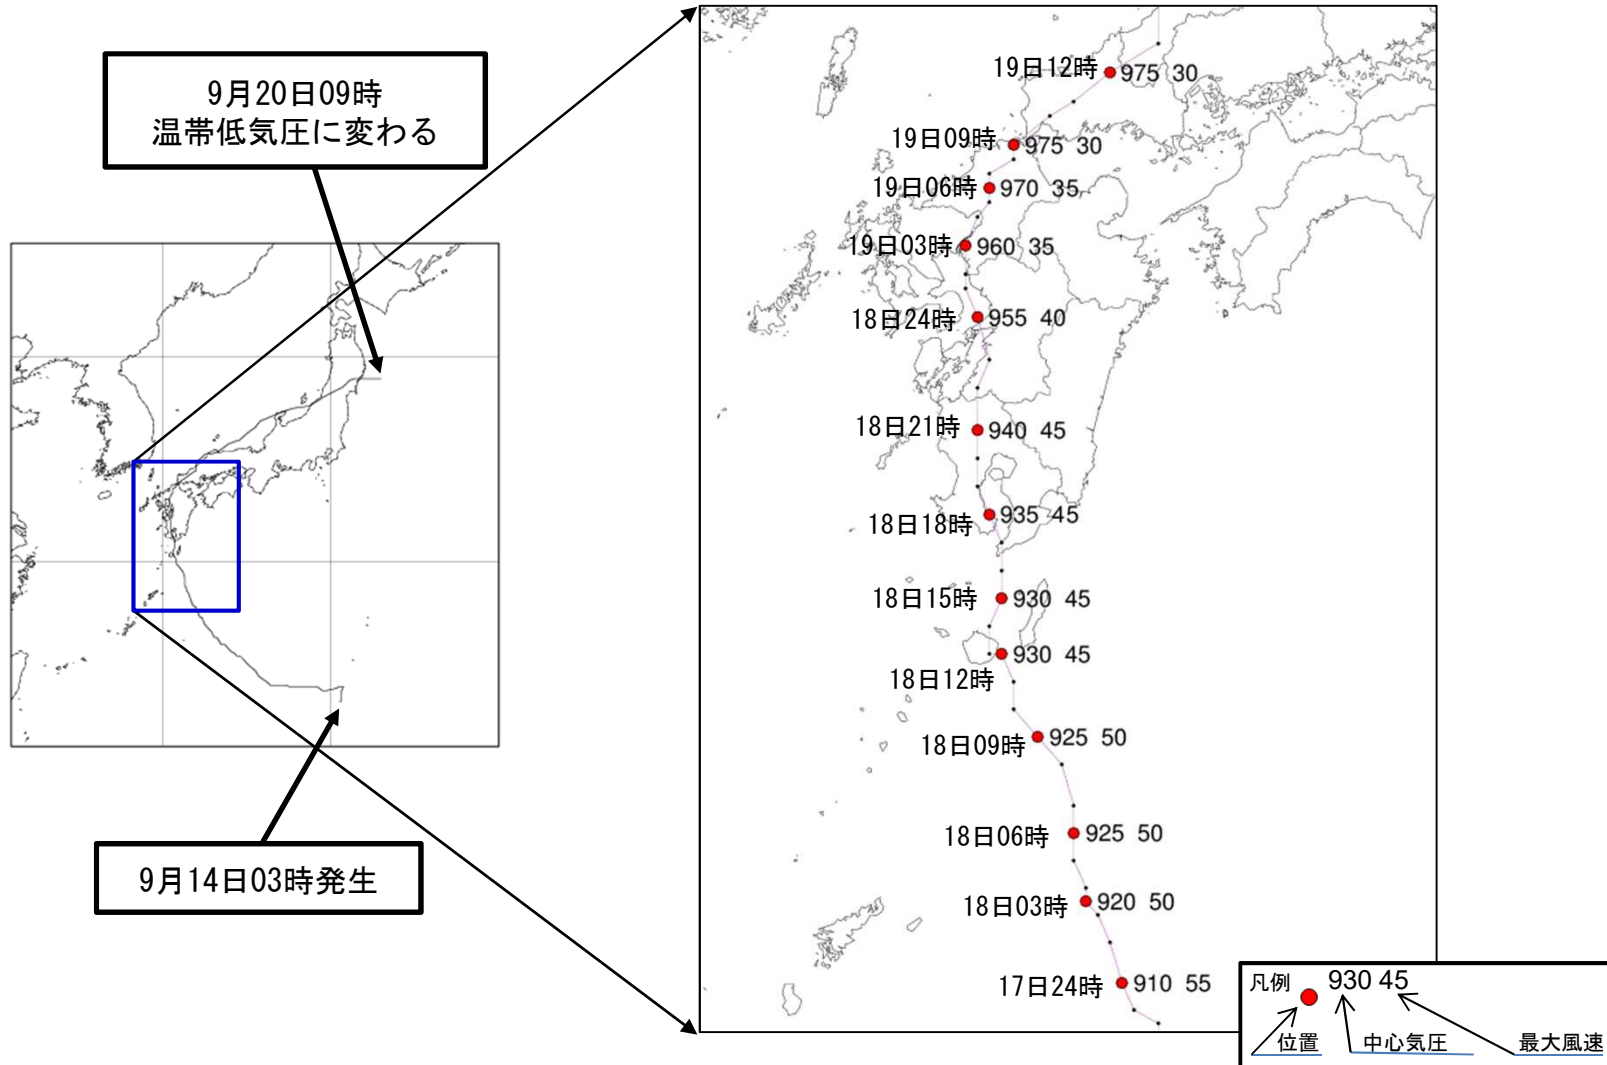 9月20日09時
温帯低気圧に変わる
9月14日03時発生
19日12時 975 30
19日09時 975 30
19日06時 970 35
19日03時 960 35
18日24時 955 40
18日21時 940 45
18日18時 935 45
18日15時 930 45
18日12時 930 45
18日09時 925 50
18日06時 925 50
18日03時 920 50
17日24時 910 55
凡例 930 45
位置 中心気圧 最大風速